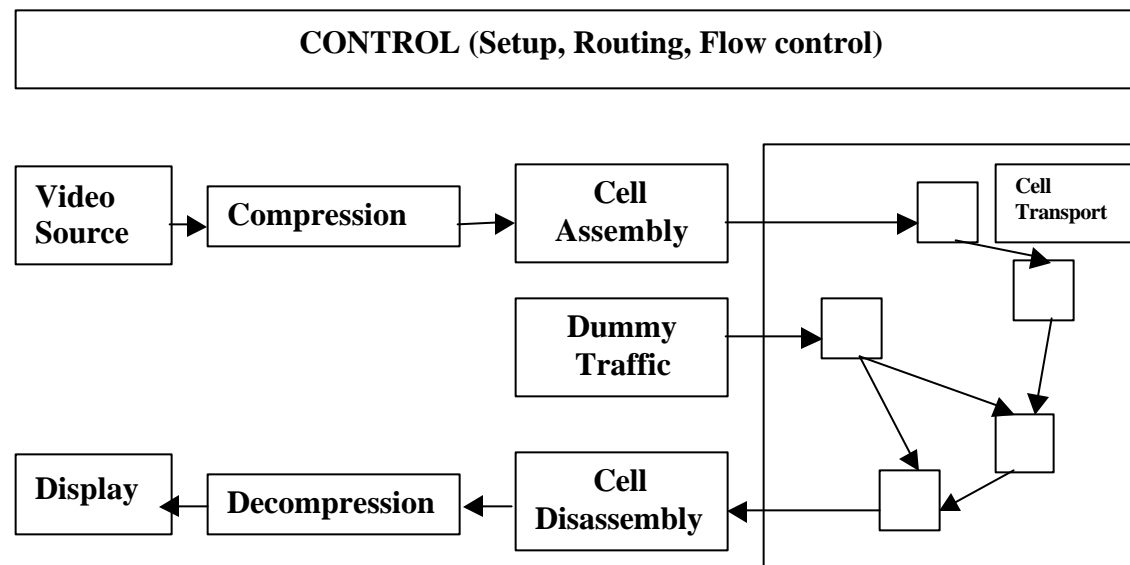 CONTROL (Setup, Routing, Flow control)
Video
Source
Compression
Cell
Assembly
Cell
Transport
Dummy
Traffic
Display
Decompression
Cell
Disassembly